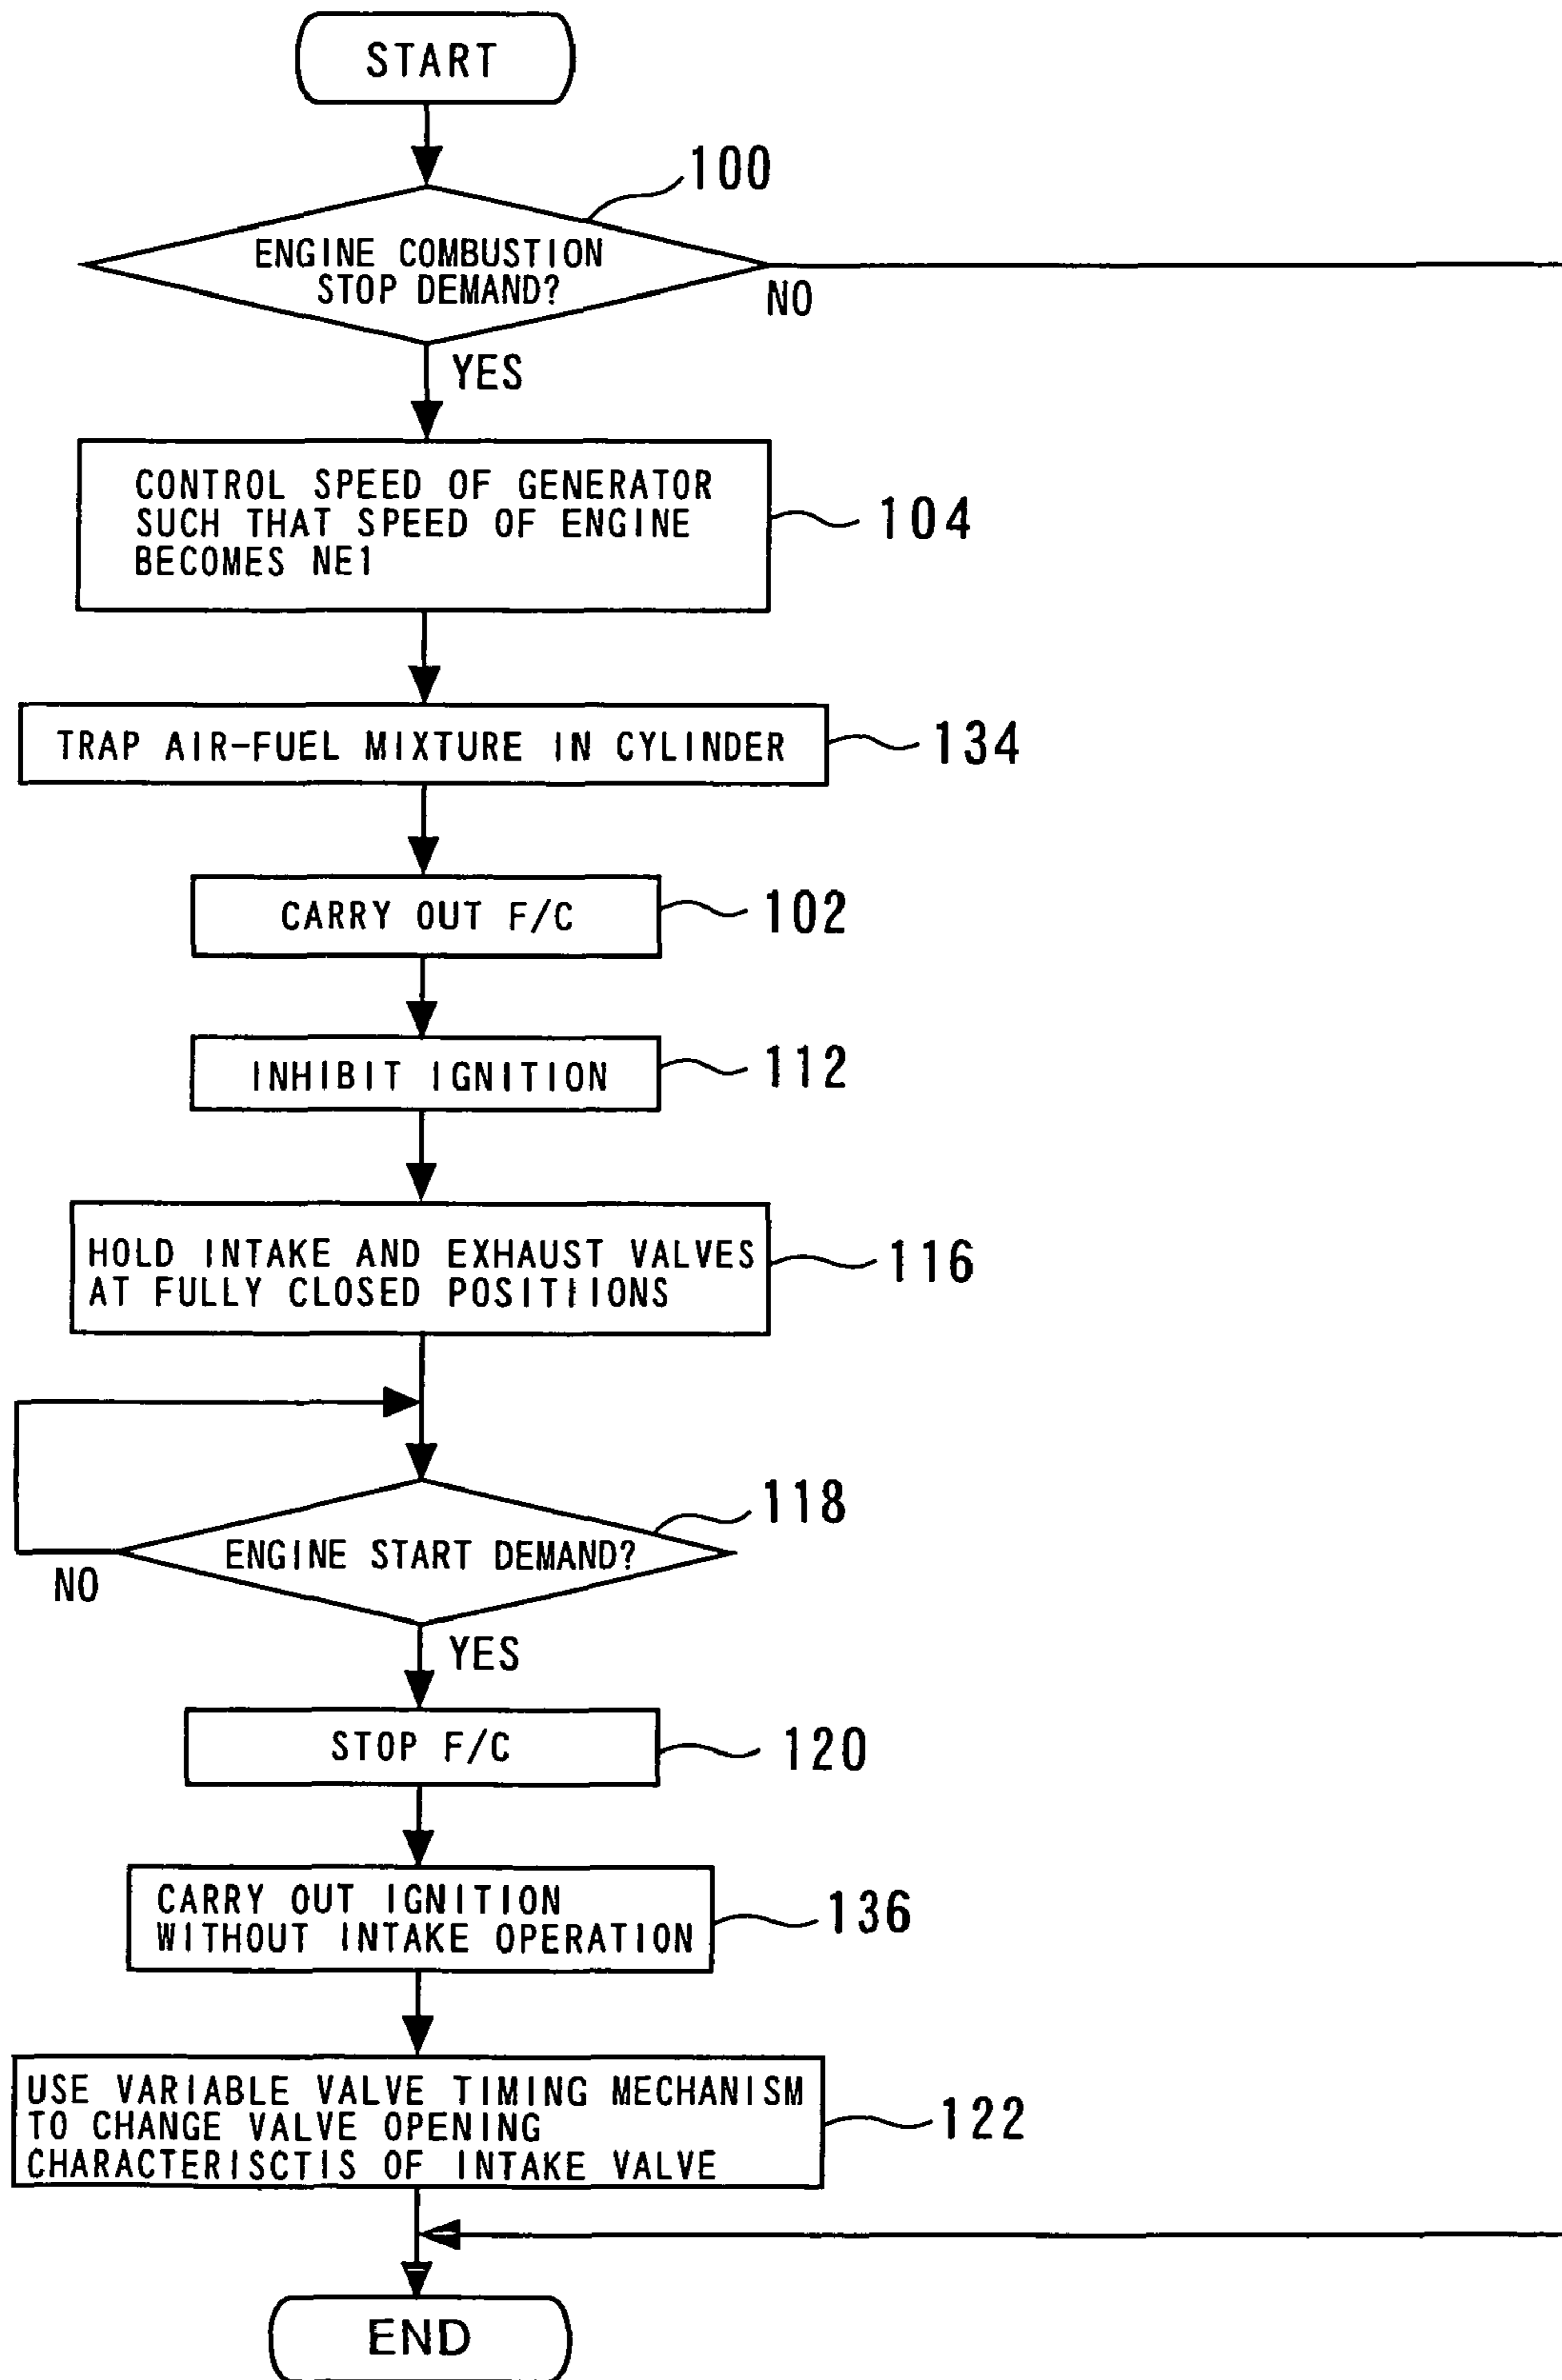 START
100
ENGINE COMBUSTION
STOP DEMAND?
NO
YES
CONTROL SPEED OF GENERATOR
SUCH THAT SPEED OF ENGINE
BECOMES NE1
104
TRAP AIR-FUEL MIXTURE IN CYLINDER
134
CARRY OUT F/C
102
INHIBIT IGNITION
112
HOLD INTAKE AND EXHAUST VALVES
AT FULLY CLOSED POSITIIONS
116
118
ENGINE START DEMAND?
NO
YES
STOP F/C
120
CARRY OUT IGNITION
WITHOUT INTAKE OPERATION
136
USE VARIABLE VALVE TIMING MECHANISM
TO CHANGE VALVE OPENING
CHARACTERISCTIS OF INTAKE VALVE
122
END